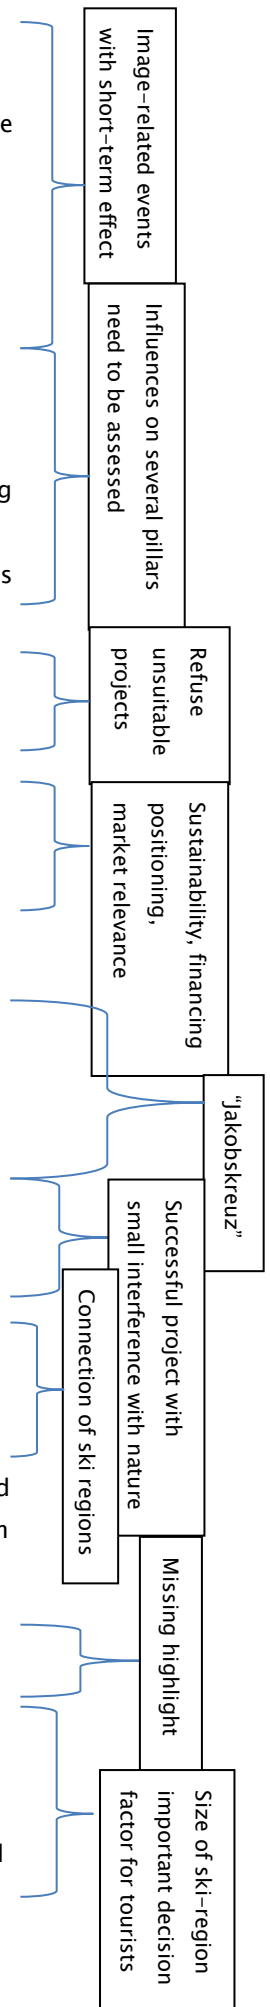 Image-related events
with short-term effect
Influences on several pillars
need to be assessed
Refuse
unsuitable
projects
Sustainability, financing
positioning,
market relevance
"Jakobskreuz"
Successful project with
small interference with nature
Connection of ski regions
Missing highlight
Size of ski-region
important decision
factor for tourists
e
g
s
d